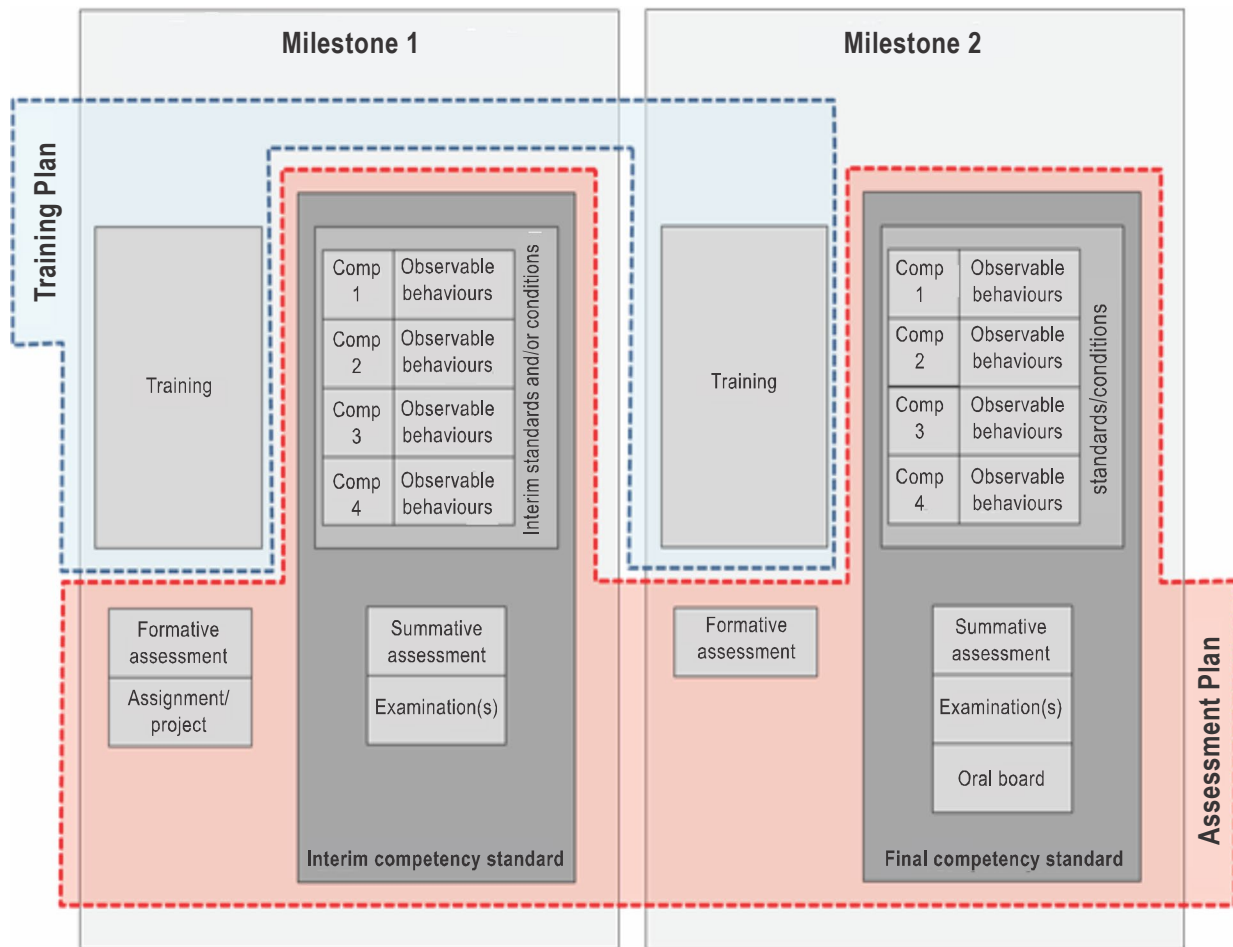 Milestone 1
Milestone 2
Training Plan
Training
Comp
1
Observable
behaviours
Comp
2
Observable
behaviours
Comp
3
Observable
behaviours
Comp
4
Observable
behaviours
Interim standards and/or conditions
Formative
assessment
Assignment/
project
Summative
assessment
Examination(s)
Interim competency standard
Training
Comp
1
Observable
behaviours
Comp
2
Observable
behaviours
Comp
3
Observable
behaviours
Comp
4
Observable
behaviours
standards/conditions
Formative
assessment
Summative
assessment
Examination(s)
Oral board
Final competency standard
Assessment Plan